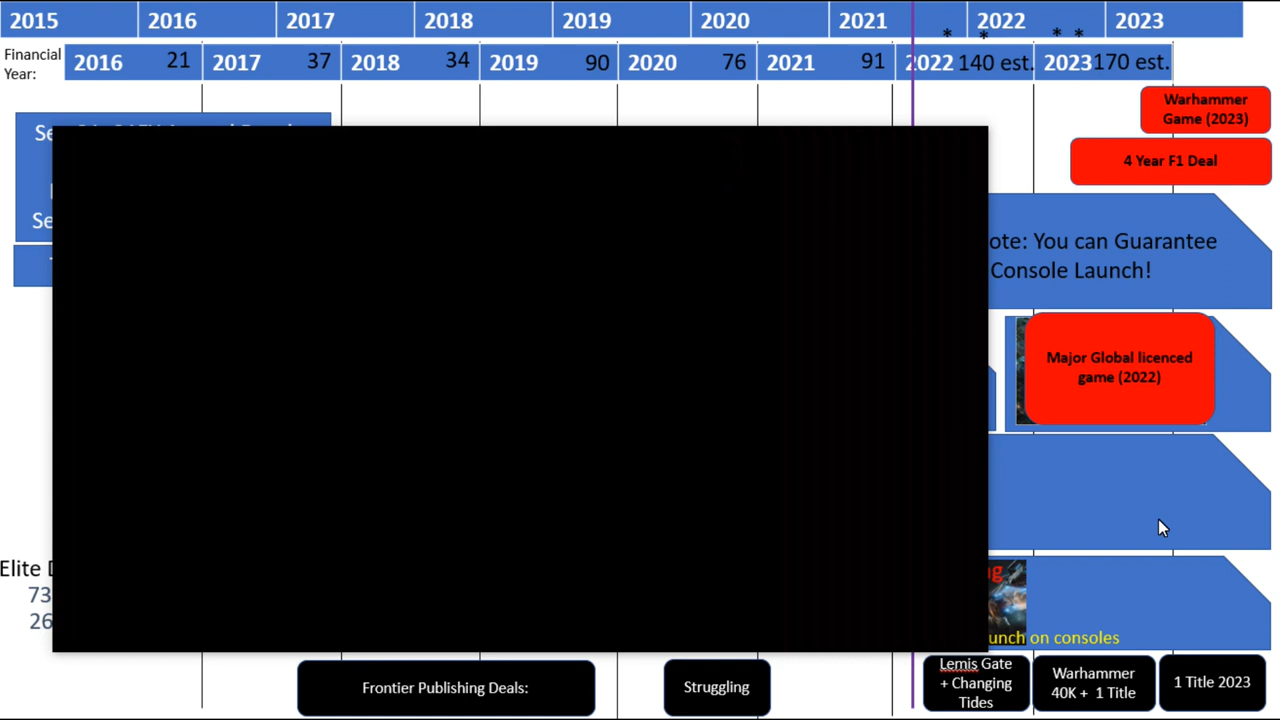 2015 2016 2017 2018 2019 2020 2021 2022 2023
* * * *
Financial
Year:
2016 21 2017 37 2018 34 2019 90 2020 76 2021 91 2022 140 est. 2023 170 est.
Warhammer
Game (2023)
4 Year F1 Deal
You can Guarantee
Console Launch!
Major Global licenced
game (2022)
Elite
73
26
on consoles
Frontier Publishing Deals:
Struggling
Lemis Gate
+ Changing
Tides
Warhammer
40K + 1 Title
1 Title 2023